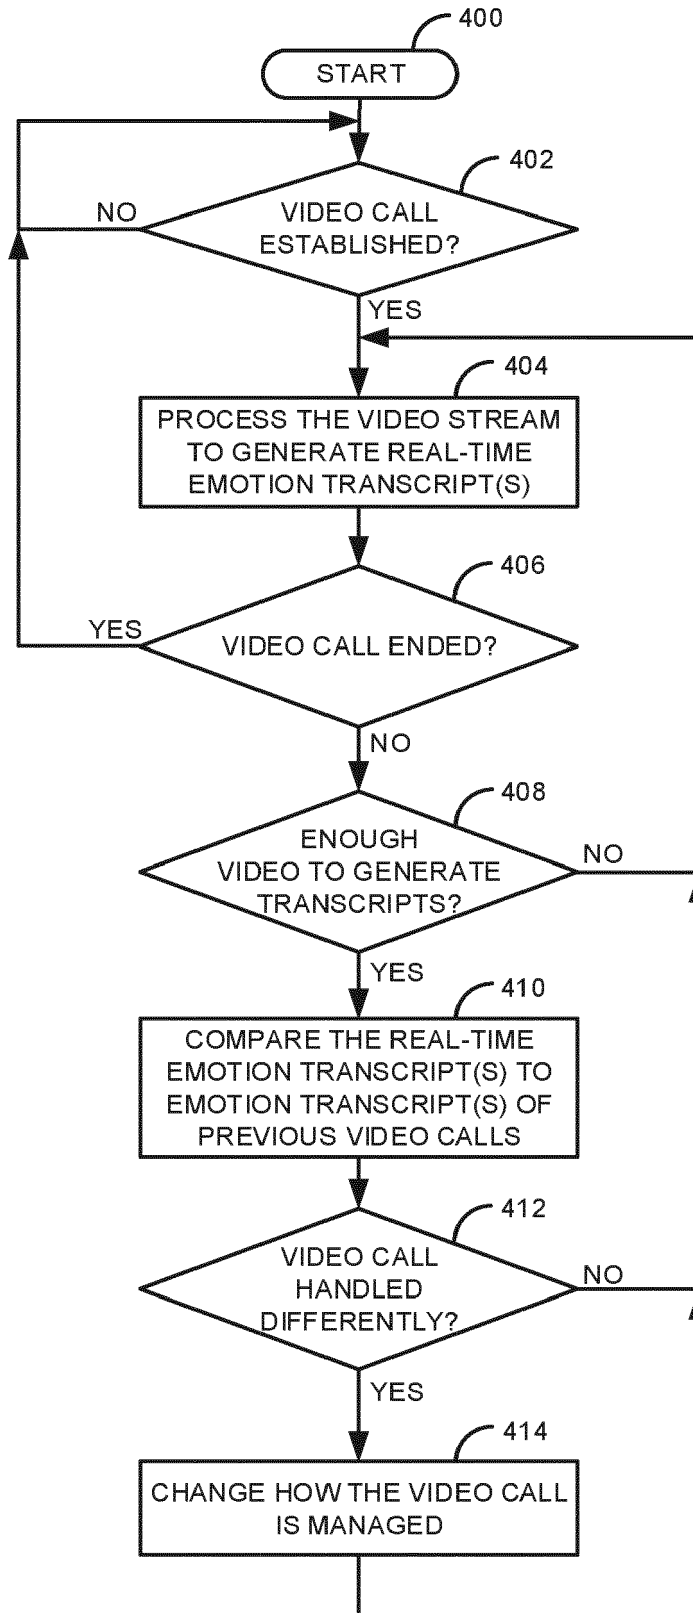 400
START
402
VIDEO CALL
ESTABLISHED?
NO
YES
404
PROCESS THE VIDEO STREAM
TO GENERATE REAL-TIME
EMOTION TRANSCRIPT(S)
406
YES
VIDEO CALL ENDED?
NO
408
ENOUGH
VIDEO TO GENERATE
TRANSCRIPTS?
NO
YES
410
COMPARE THE REAL-TIME
EMOTION TRANSCRIPT(S) TO
EMOTION TRANSCRIPT(S) OF
PREVIOUS VIDEO CALLS
412
VIDEO CALL
HANDLED
DIFFERENTLY?
NO
YES
414
CHANGE HOW THE VIDEO CALL
IS MANAGED